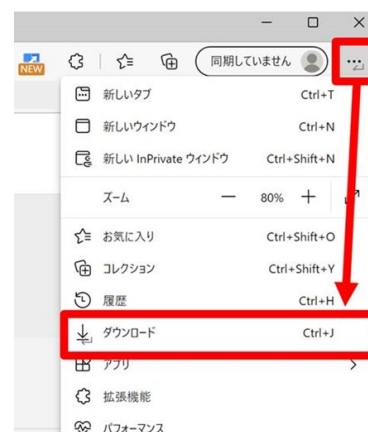 NEW
同期していません
新しいタブ Ctrl+T
新しいウィンドウ Ctrl+N
新しい InPrivate ウィンドウ Ctrl+Shift+N
ズーム 80%
お気に入り Ctrl+Shift+O
コレクション Ctrl+Shift+Y
履歴 Ctrl+H
ダウンロード Ctrl+J
アプリ
拡張機能
パフォーマンス